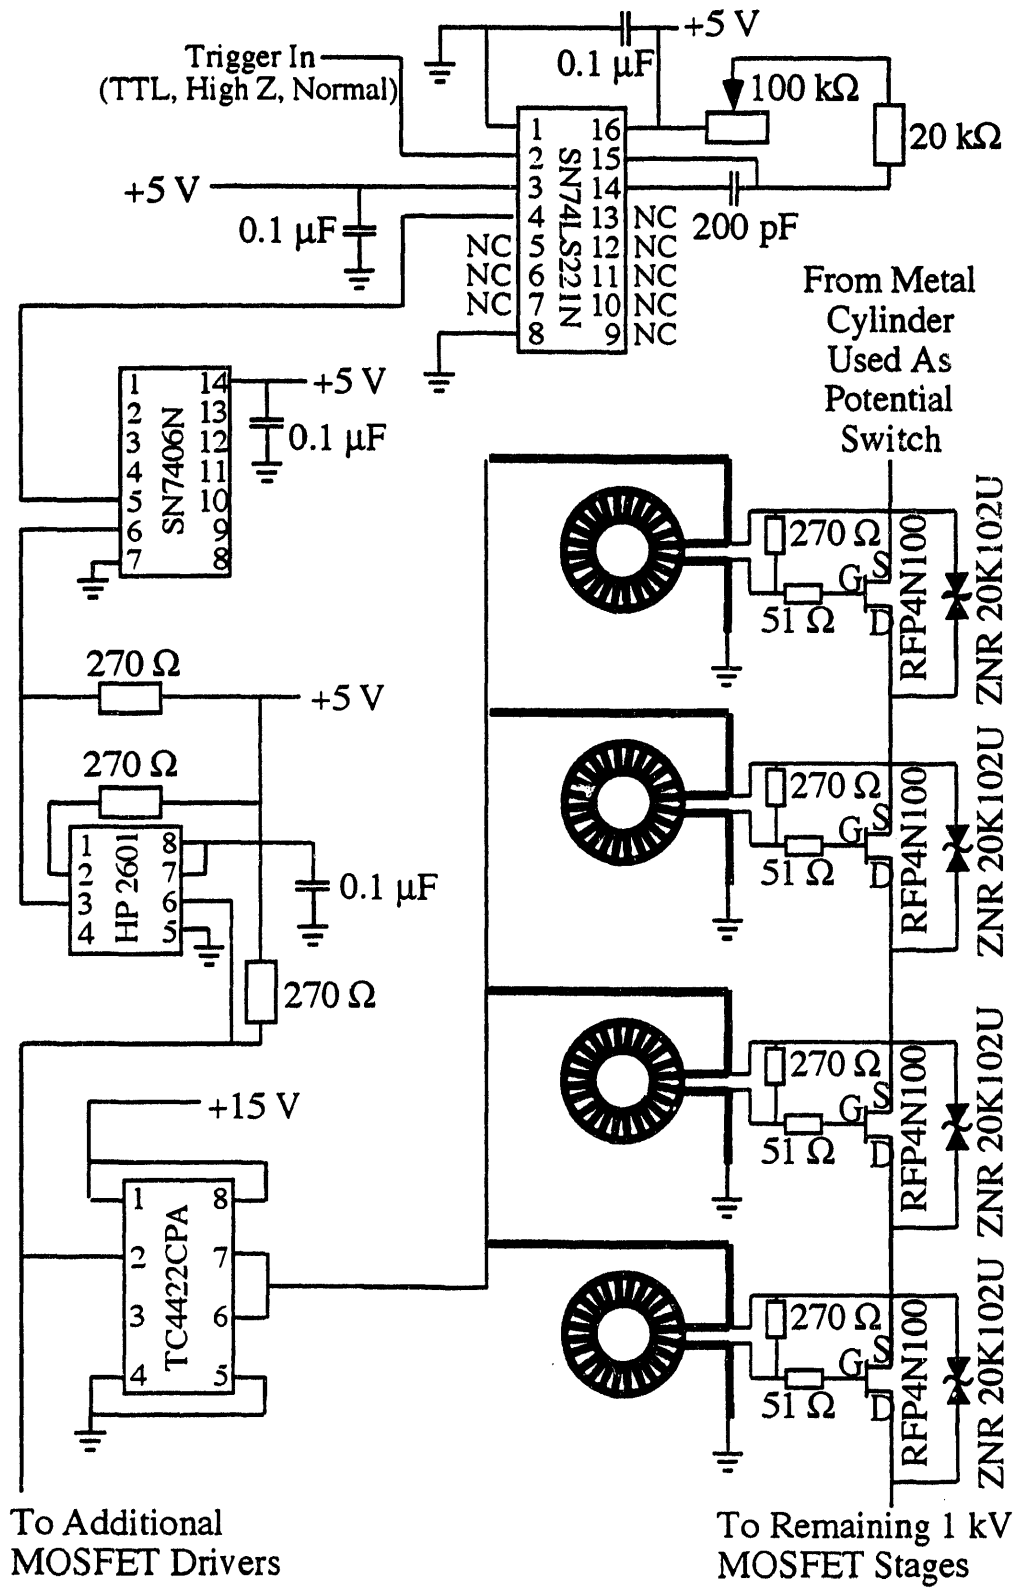 +5 V
0.1 µF
Trigger In
(TTL, High Z, Normal)
100 kΩ
20 kΩ
1 16
2 15
3 14
4 13 NC
NC 5 12 NC
NC 6 11 NC
NC 7 10 NC
8 9 NC
SN74LS221N
+5 V
0.1 µF
200 pF
From Metal
Cylinder
Used As
Potential
Switch
1 14
2 13
3 12
4 11
5 10
6 9
7 8
SN7406N
+5 V
0.1 µF
270 Ω
+5 V
270 Ω
1 8
2 7
3 6
4 5
HP 2601
0.1 µF
270 Ω
+15 V
1 8
2 7
3 6
4 5
TC4422CPA
270 Ω
51 Ω
G
S
D
RFP4N100
ZNR 20K102U
270 Ω
51 Ω
G
S
D
RFP4N100
ZNR 20K102U
270 Ω
51 Ω
G
S
D
RFP4N100
ZNR 20K102U
270 Ω
51 Ω
G
S
D
RFP4N100
ZNR 20K102U
To Additional
MOSFET Drivers
To Remaining 1 kV
MOSFET Stages